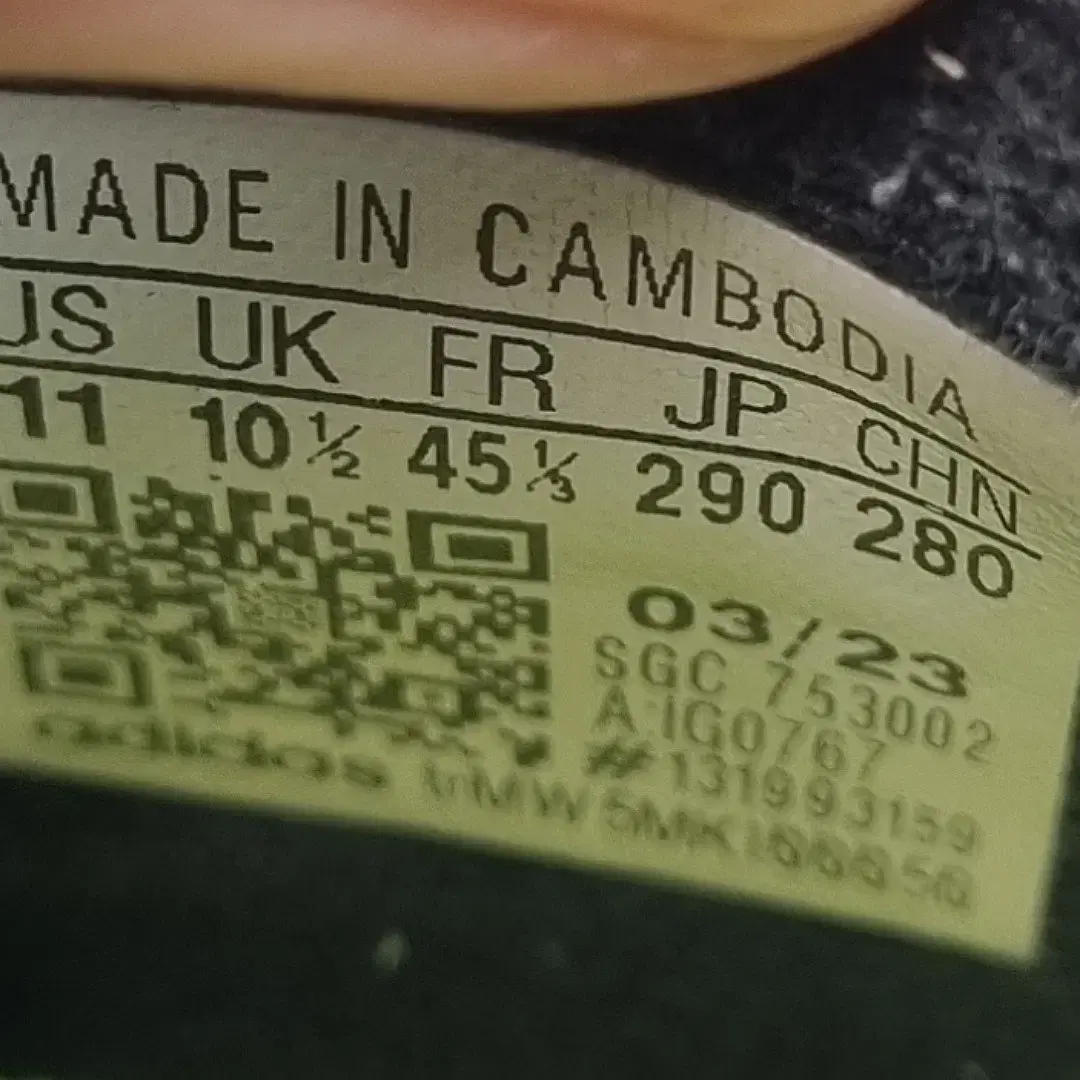 MADE IN CAMBODIA
US UK FR JP CHN
11 10½ 45⅓ 290 280
03/23
SGC 753002
A:IG0767
#131993159
adidas